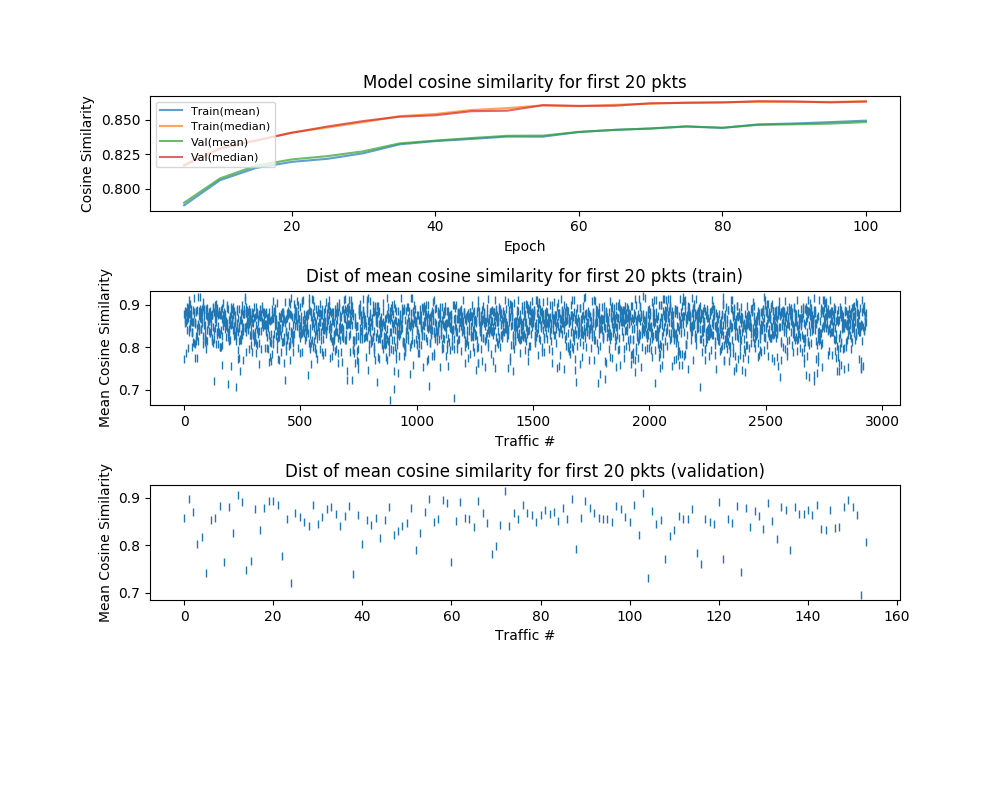 Model cosine similarity for first 20 pkts
Cosine Similarity
0.850
0.825
0.800
Train(mean)
Train(median)
Val(mean)
Val(median)
20 40 60 80 100
Epoch
Dist of mean cosine similarity for first 20 pkts (train)
Mean Cosine Similarity
0.9
0.8
0.7
0 500 1000 1500 2000 2500 3000
Traffic #
Dist of mean cosine similarity for first 20 pkts (validation)
Mean Cosine Similarity
0.9
0.8
0.7
0 20 40 60 80 100 120 140 160
Traffic #